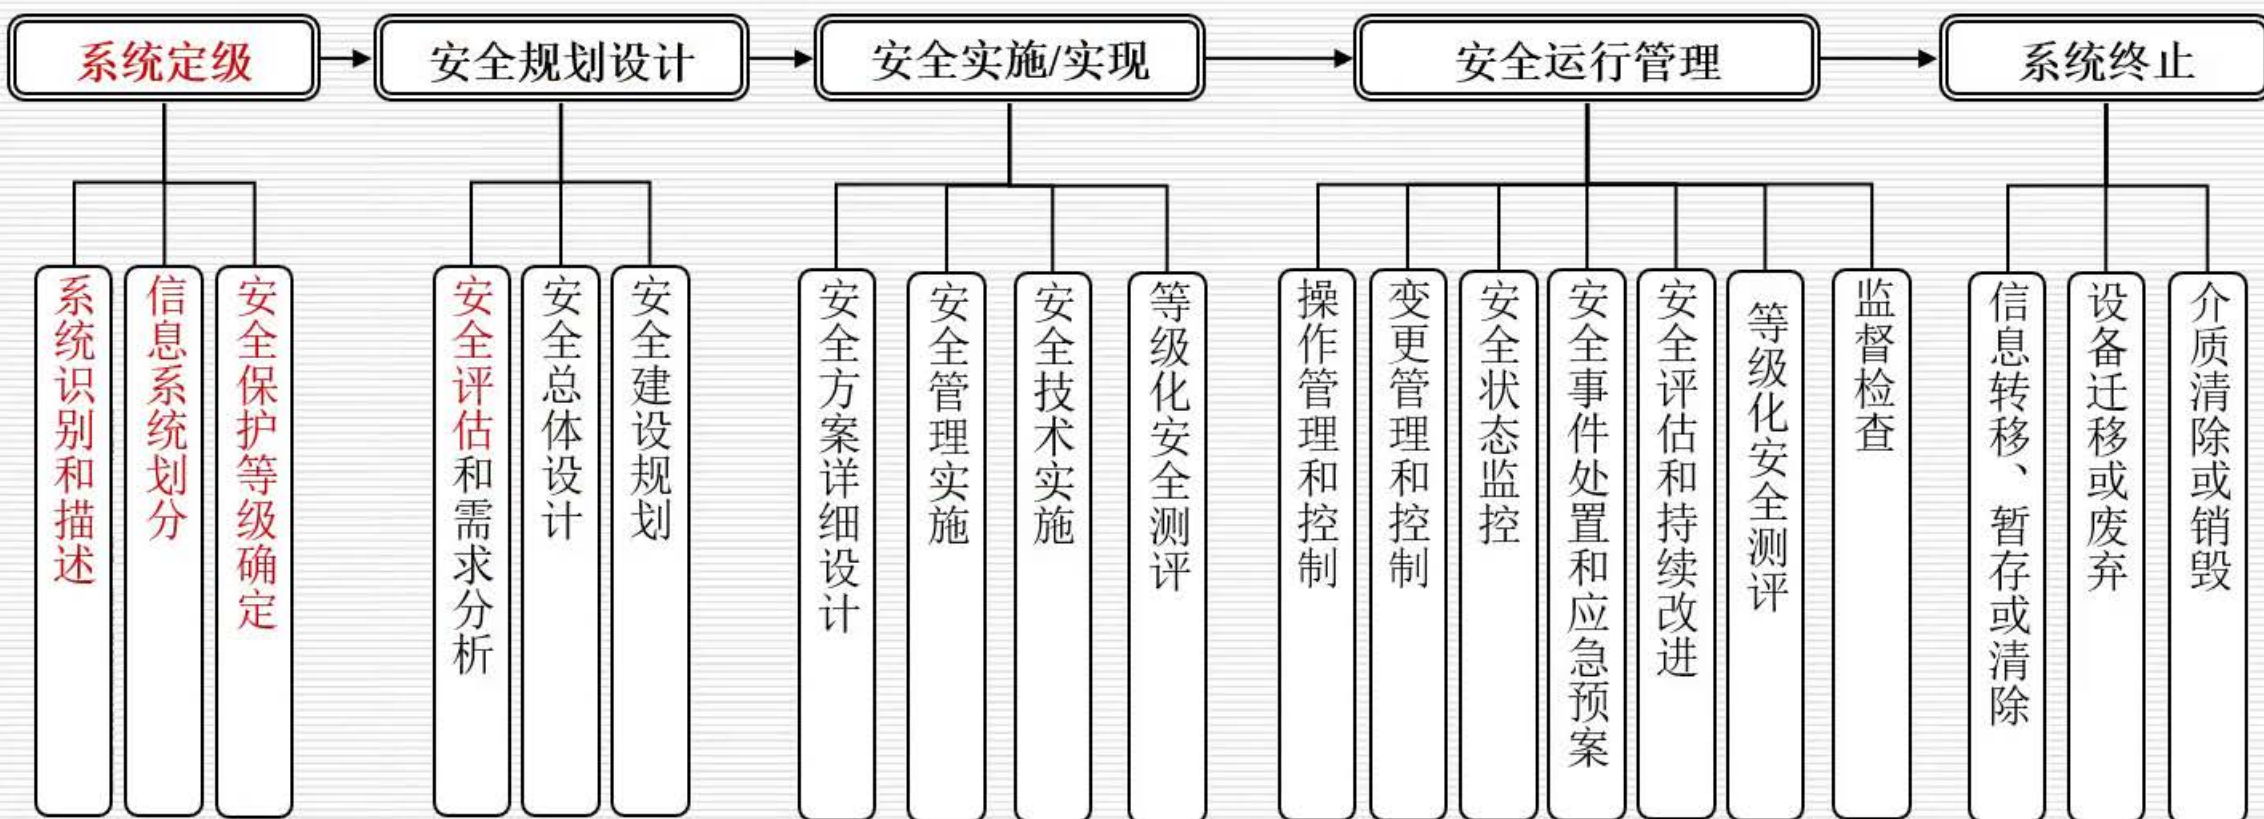 系统定级
安全规划设计
安全实施/实现
安全运行管理
系统终止
系统识别和描述
信息系统划分
安全保护等级确定
安全评估和需求分析
安全总体设计
安全建设规划
安全方案详细设计
安全管理实施
安全技术实施
等级化安全测评
操作管理和控制
变更管理和控制
安全状态监控
安全事件处置和应急预案
安全评估和持续改进
等级化安全测评
监督检查
信息转移、暂存或清除
设备迁移或废弃
介质清除或销毁